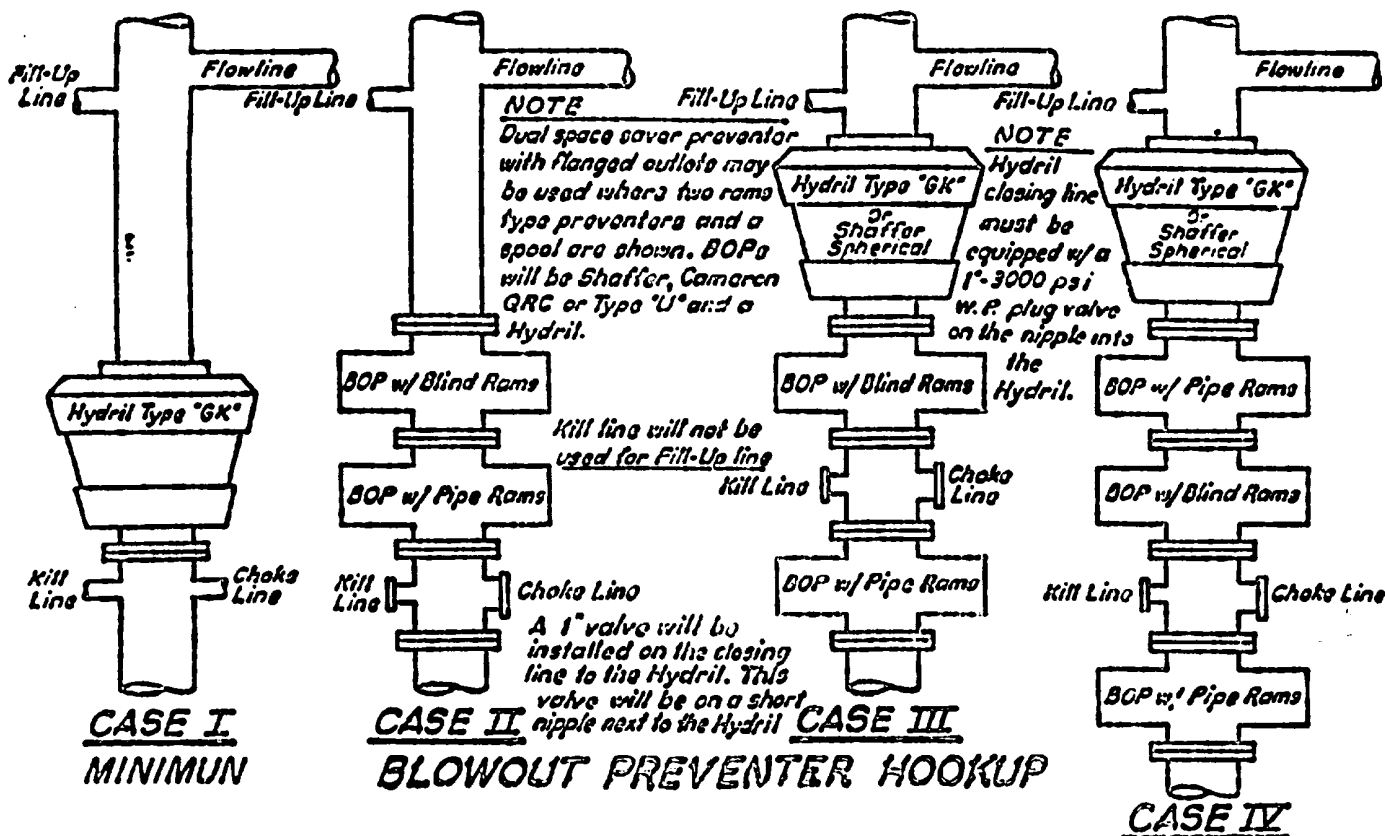 Fill-Up
Line
Flowline
Hydril Type "GK"
Kill
Line
Choke
Line
CASE I
MINIMUN
Flowline
Fill-Up Line
NOTE
Dual space saver preventer
with flanged outlets may
be used where two rams
type preventers and a
spool are shown. BOPs
will be Shaffer, Cameron
QRC or Type "U" and a
Hydril.
BOP w/ Blind Rams
BOP w/ Pipe Rams
Kill line will not be
used for Fill-Up line
Kill
Line
Choke Line
A 1" valve will be
installed on the closing
line to the Hydril. This
valve will be on a short
nipple next to the Hydril
CASE II
Flowline
Fill-Up Line
Hydril Type "GK"
or
Shaffer
Spherical
BOP w/ Blind Rams
Kill Line
Choke
Line
BOP w/ Pipe Rams
CASE III
NOTE
Hydril
closing line
must be
equipped w/a
1"-3000 psi
W.P. plug valve
on the nipple into
the
Hydril.
Flowline
Fill-Up Line
Hydril Type "GK"
or
Shaffer
Spherical
BOP w/ Pipe Rams
BOP w/ Blind Rams
Kill Line
Choke Line
BOP w/ Pipe Rams
CASE IV
BLOWOUT PREVENTER HOOKUP